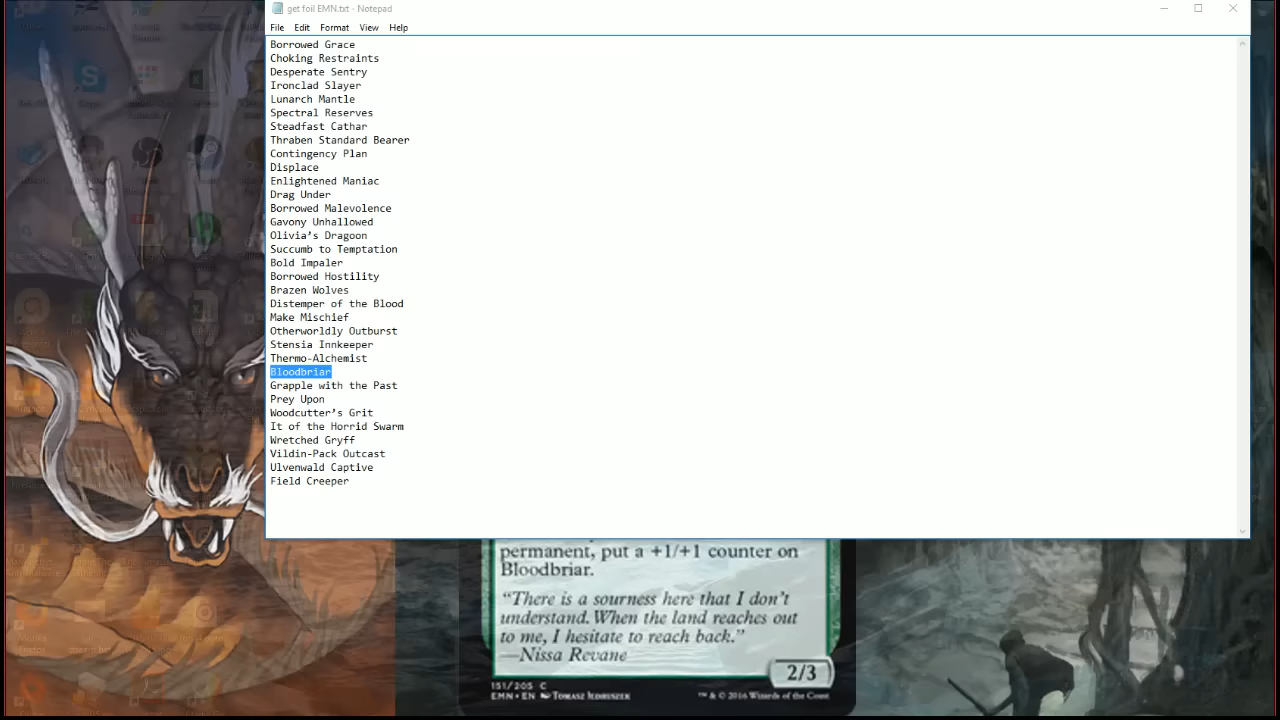 get foil EMN.txt - Notepad
File Edit Format View Help
Borrowed Grace
Choking Restraints
Desperate Sentry
Ironclad Slayer
Lunarch Mantle
Spectral Reserves
Steadfast Cathar
Thraben Standard Bearer
Contingency Plan
Displace
Enlightened Maniac
Drag Under
Borrowed Malevolence
Gavony Unhallowed
Olivia’s Dragoon
Succumb to Temptation
Bold Impaler
Borrowed Hostility
Brazen Wolves
Distemper of the Blood
Make Mischief
Otherworldly Outburst
Stensia Innkeeper
Thermo-Alchemist
Bloodbriar
Grapple with the Past
Prey Upon
Woodcutter’s Grit
It of the Horrid Swarm
Wretched Gryff
Vildin-Pack Outcast
Ulvenwald Captive
Field Creeper
permanent, put a +1/+1 counter on
Bloodbriar.
“There is a sourness here that I don’t
understand. When the land reaches out
to me, I hesitate to reach back.”
—Nissa Revane
2/3
151/205 C
EMN • EN Tomasz Jedruszek
™ & © 2016 Wizards of the Coast